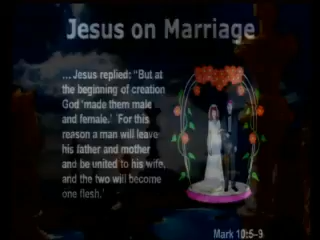 Jesus on Marriage
... Jesus replied: “But at
the beginning of creation
God ‘made them male
and female.’ ‘For this
reason a man will leave
his father and mother
and be united to his wife,
and the two will become
one flesh.’
Mark 10:5-9